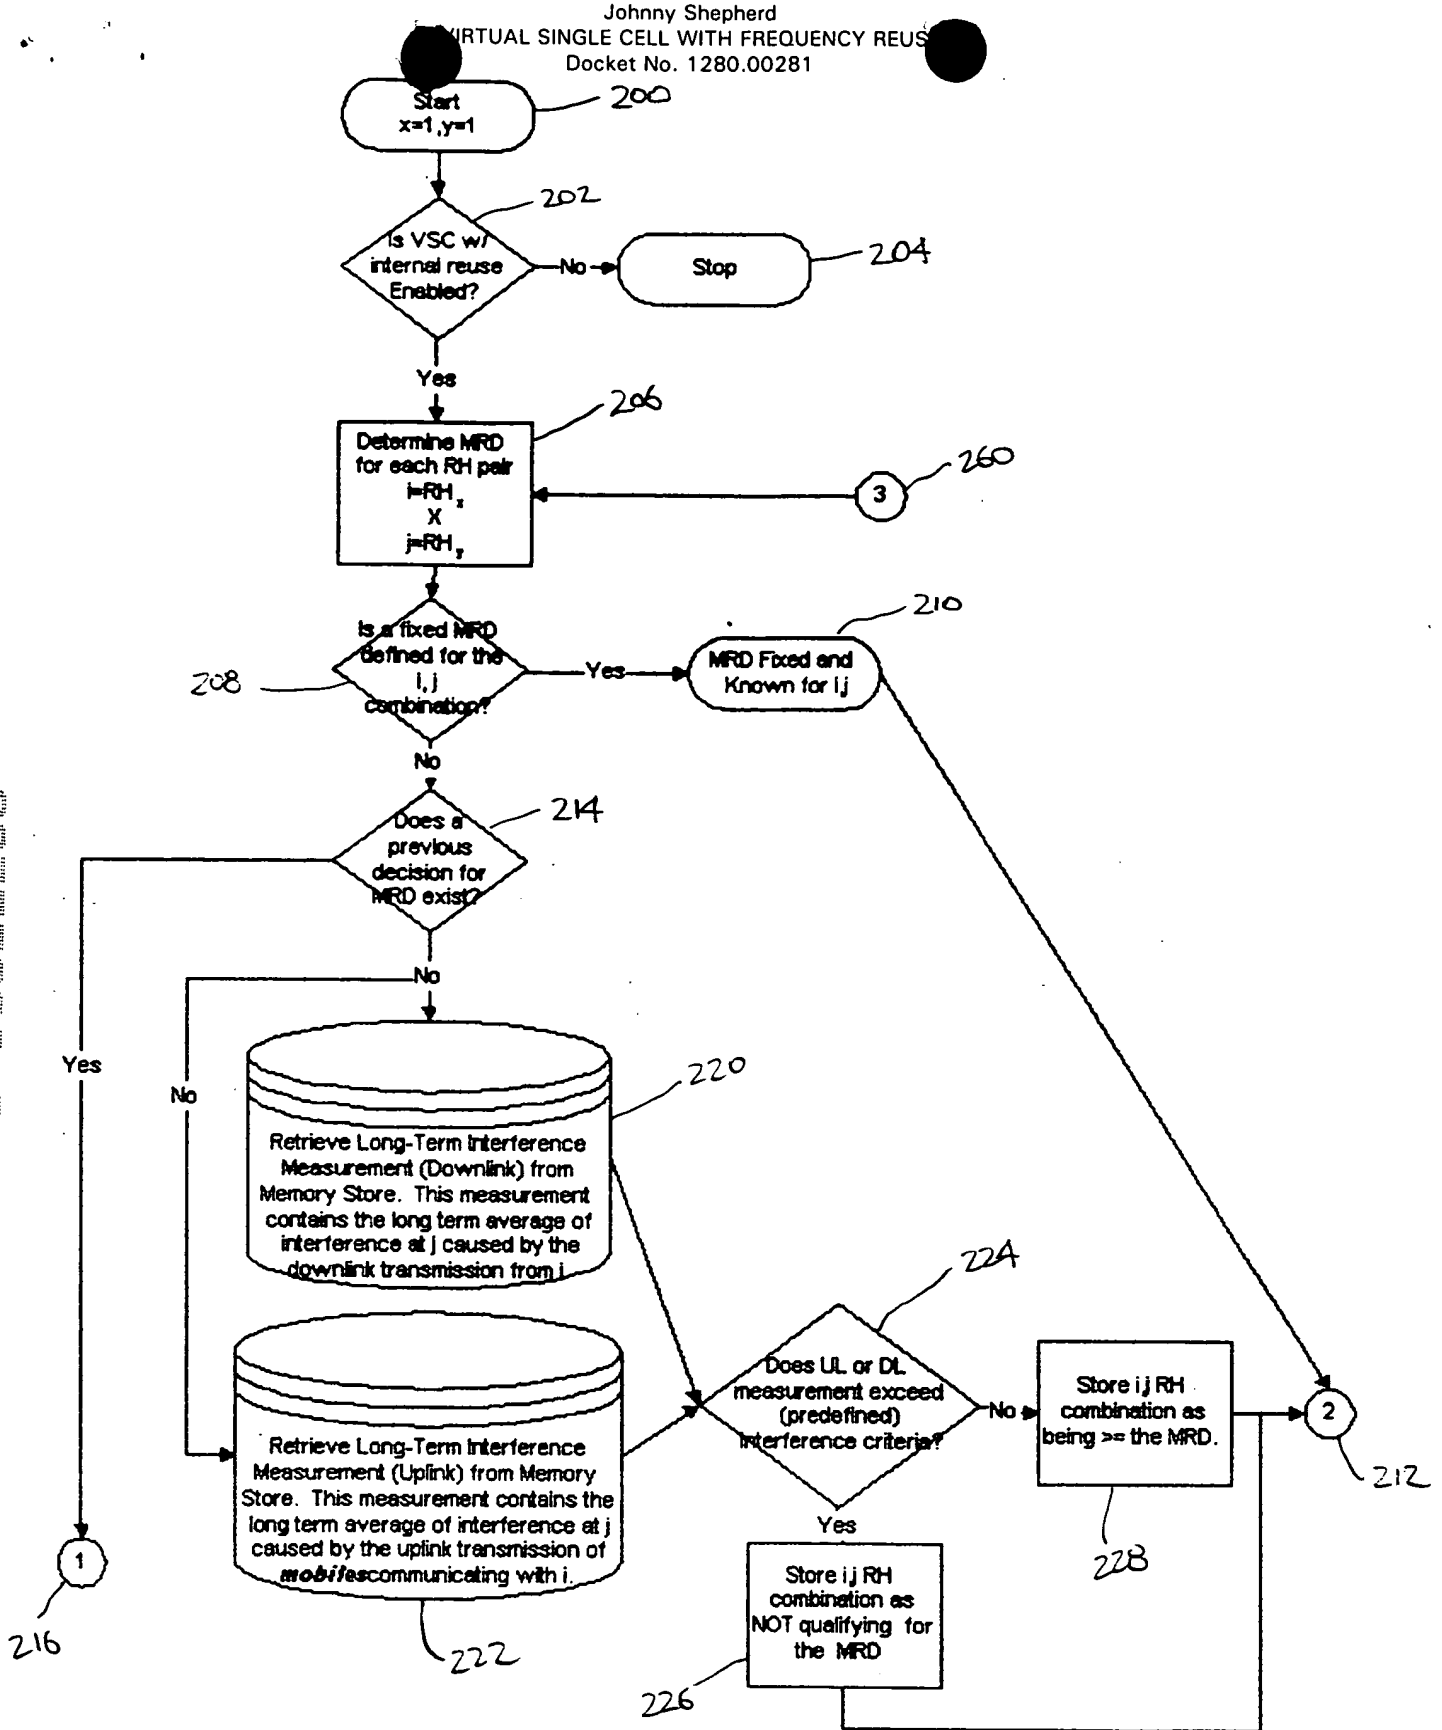 Johnny Shepherd
VIRTUAL SINGLE CELL WITH FREQUENCY REUS
Docket No. 1280.00281
Start
x=1,y=1
200
202
Is VSC w/
internal reuse
Enabled?
No
Stop
204
Yes
206
Determine MRD
for each RH pair
i=RH x
X
j=RH y
3
260
Is a fixed MRD
defined for the
i, j
combination?
208
Yes
210
MRD Fixed and
Known for i,j
No
214
Does a
previous
decision for
MRD exist?
No
Yes
No
220
Retrieve Long-Term Interference
Measurement (Downlink) from
Memory Store. This measurement
contains the long term average of
interference at j caused by the
downlink transmission from i
224
Does UL or DL
measurement exceed
(predefined)
interference criteria?
No
Store i,j RH
combination as
being >= the MRD.
2
212
228
Retrieve Long-Term Interference
Measurement (Uplink) from Memory
Store. This measurement contains the
long term average of interference at j
caused by the uplink transmission of
mobiles communicating with i.
222
Yes
1
216
Store i,j RH
combination as
NOT qualifying for
the MRD
226